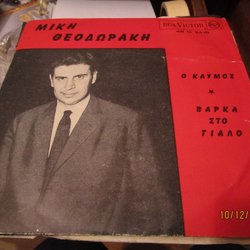 ΜΙΚΗ
ΘΕΟΔΩΡΑΚΗ
RCA VICTOR
Ο ΚΑΥΜΟΣ
ΒΑΡΚΑ
ΣΤΟ
ΓΙΑΛΟ
10/12/